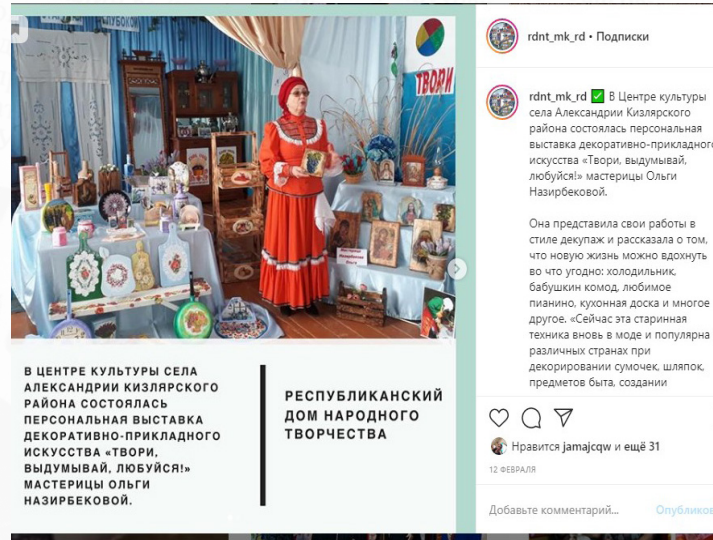 ГЛУБОКОЙ
ТВОРИ
В ЦЕНТРЕ КУЛЬТУРЫ СЕЛА
АЛЕКСАНДРИИ КИЗЛЯРСКОГО
РАЙОНА СОСТОЯЛАСЬ
ПЕРСОНАЛЬНАЯ ВЫСТАВКА
ДЕКОРАТИВНО-ПРИКЛАДНОГО
ИСКУССТВА «ТВОРИ,
ВЫДУМЫВАЙ, ЛЮБУЙСЯ!»
МАСТЕРИЦЫ ОЛЬГИ
НАЗИРБЕКОВОЙ.
РЕСПУБЛИКАНСКИЙ
ДОМ НАРОДНОГО
ТВОРЧЕСТВА
rdnt_mk_rd • Подписки
rdnt_mk_rd ✅ В Центре культуры
села Александрии Кизлярского
района состоялась персональная
выставка декоративно-прикладного
искусства «Твори, выдумывай,
любуйся!» мастерицы Ольги
Назирбековой.
Она представила свои работы в
стиле декупаж и рассказала о том,
что новую жизнь можно вдохнуть
во что угодно: холодильник,
бабушкин комод, любимое
пианино, кухонная доска и многое
другое. «Сейчас эта старинная
техника вновь в моде и популярна
различных странах при
декорировании сумочек, шляпок,
предметов быта, создании
Нравится jamajcqw и ещё 31
12 ФЕВРАЛЯ
Добавьте комментарий...
Опубликов